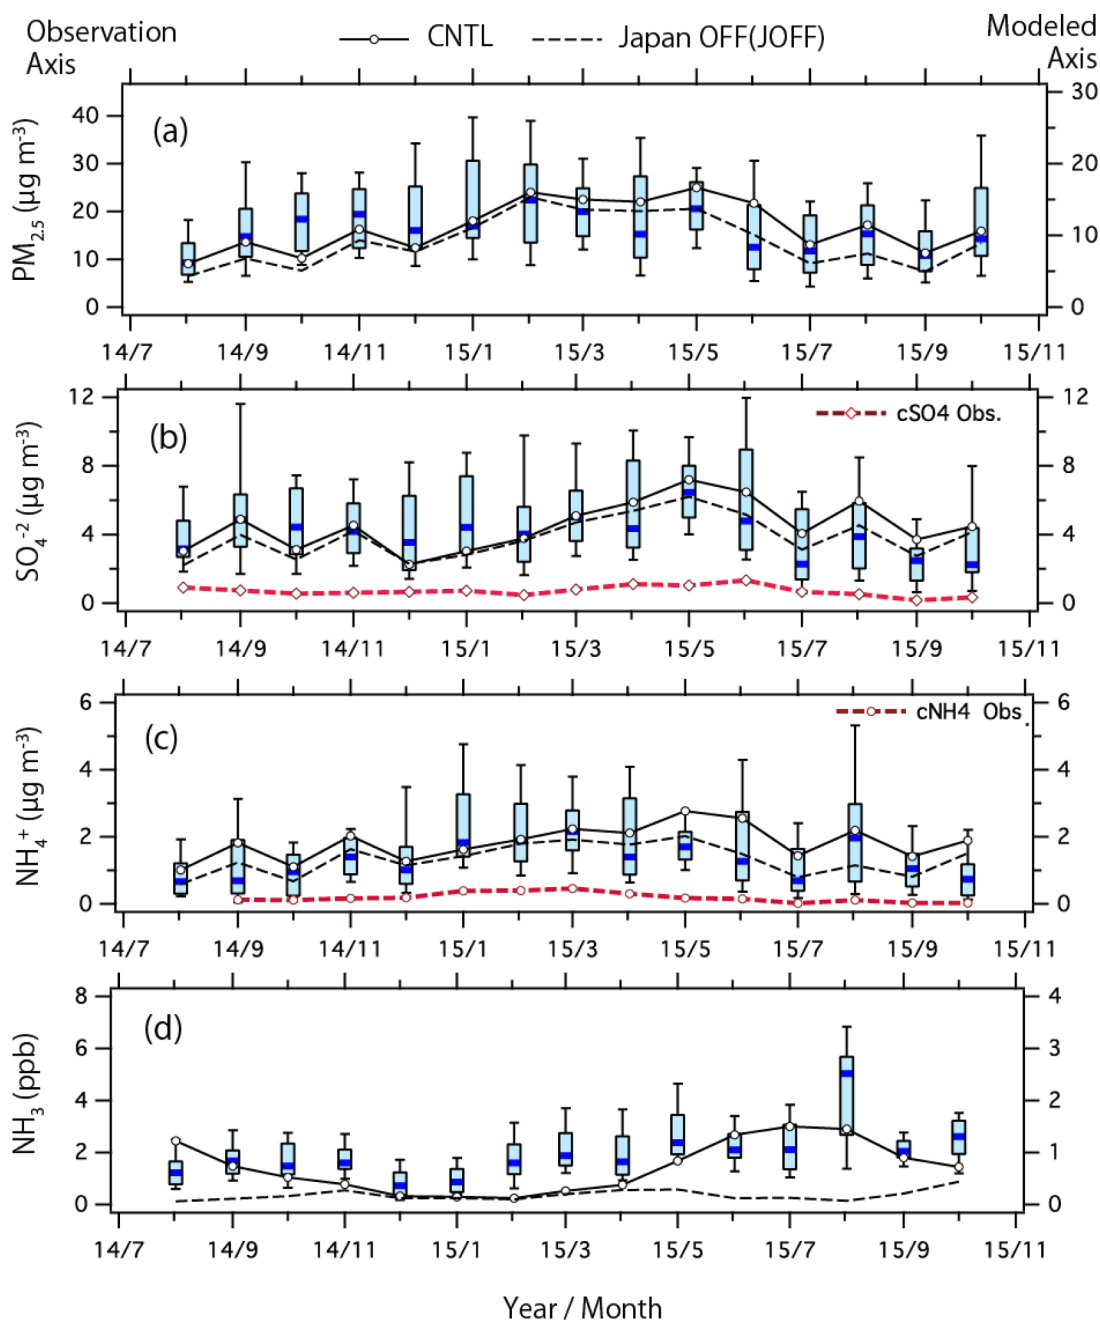 Observation Axis
CNTL
Japan OFF(JOFF)
Modeled Axis
(a)
PM2.5 (μg m-3)
40
30
20
10
0
30
20
10
0
14/7 14/9 14/11 15/1 15/3 15/5 15/7 15/9 15/11
(b)
cSO4 Obs.
SO4-2 (μg m-3)
12
8
4
0
12
8
4
0
14/7 14/9 14/11 15/1 15/3 15/5 15/7 15/9 15/11
(c)
cNH4 Obs.
NH4+ (μg m-3)
6
4
2
0
6
4
2
0
14/7 14/9 14/11 15/1 15/3 15/5 15/7 15/9 15/11
(d)
NH3 (ppb)
8
6
4
2
0
4
3
2
1
0
14/7 14/9 14/11 15/1 15/3 15/5 15/7 15/9 15/11
Year / Month